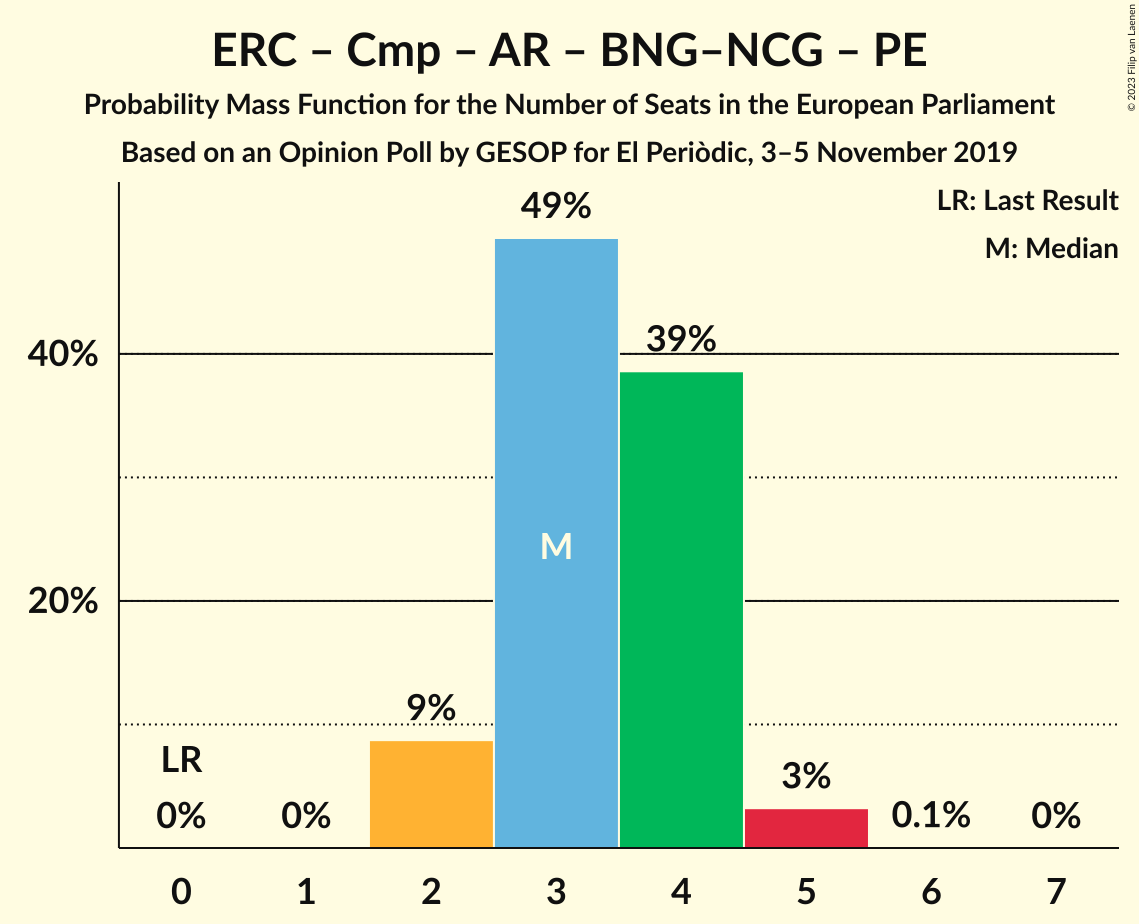 ERC – Cmp – AR – BNG–NCG – PE
Probability Mass Function for the Number of Seats in the European Parliament
Based on an Opinion Poll by GESOP for El Periòdic, 3–5 November 2019
© 2023 Filip van Laenen
LR: Last Result
M: Median
49%
39%
40%
M
20%
9%
LR
3%
0%
0%
0.1%
0%
0 1 2 3 4 5 6 7